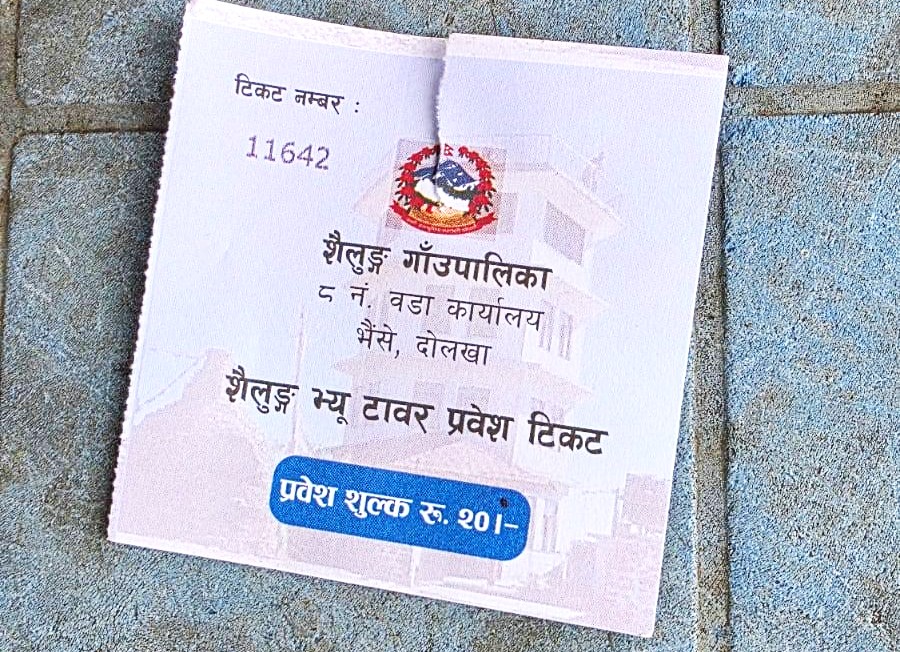 टिकट नम्बर :
11642
शैलुङ्ग गाँउपालिका
८ नं. वडा कार्यालय
भैंसे, दोलखा
शैलुङ्ग भ्यू टावर प्रवेश टिकट
प्रवेश शुल्क रू. २०।-